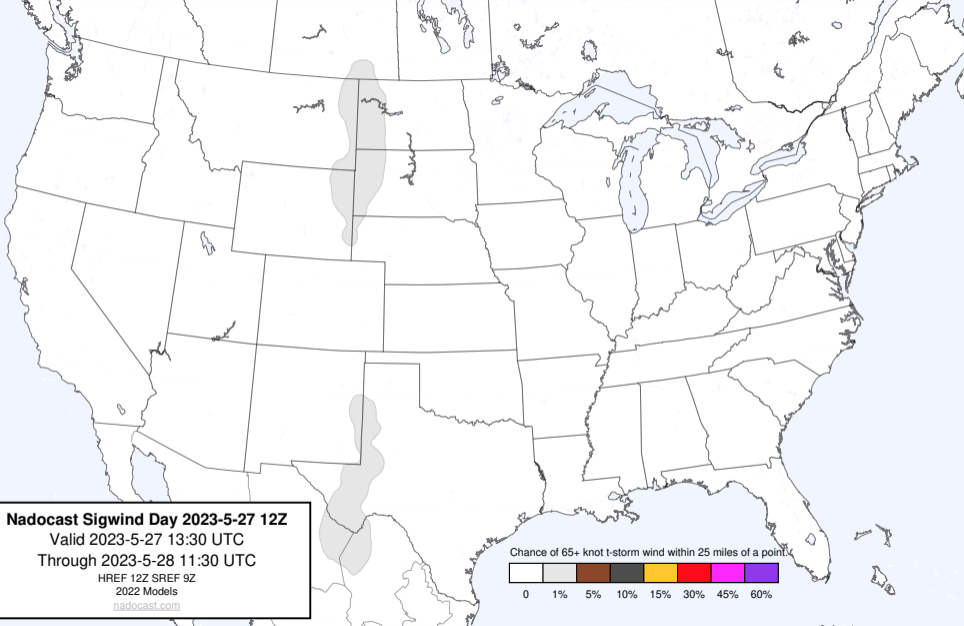 Nadocast Sigwind Day 2023-5-27 12Z
Valid 2023-5-27 13:30 UTC
Through 2023-5-28 11:30 UTC
HREF 12Z SREF 9Z
2022 Models
nadocast.com
Chance of 65+ knot t-storm wind within 25 miles of a point.
0 1% 5% 10% 15% 30% 45% 60%